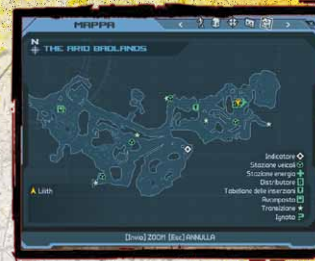 MAPPA
N
THE ARID BADLANDS
Indicatore
Stazione veicoli
Stazione energia
Distributore
Tabellone delle inserzioni
Avamposto
Transizione
Ignoto
Lilith
[Invio] ZOOM [Esc] ANNULLA